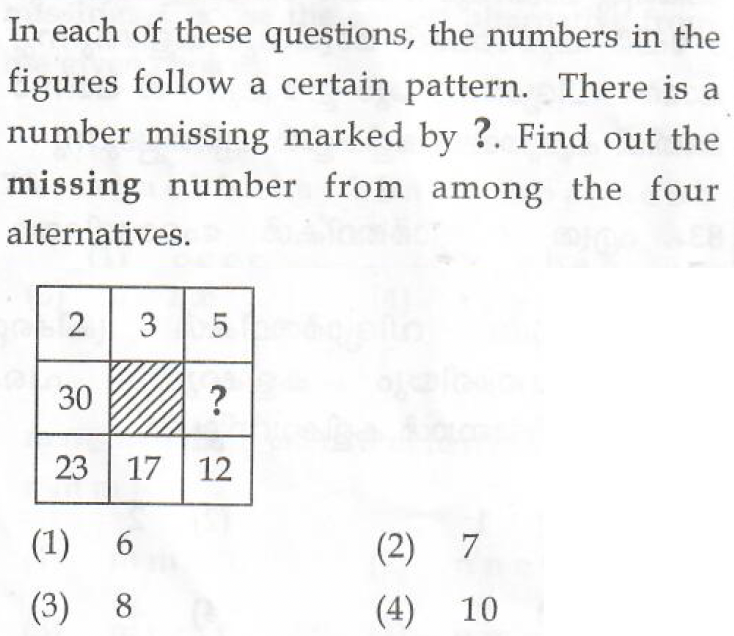 In each of these questions, the numbers in the
figures follow a certain pattern. There is a
number missing marked by ?. Find out the
missing number from among the four
alternatives.
2 3 5
30 ?
23 17 12
(1) 6 (2) 7
(3) 8 (4) 10